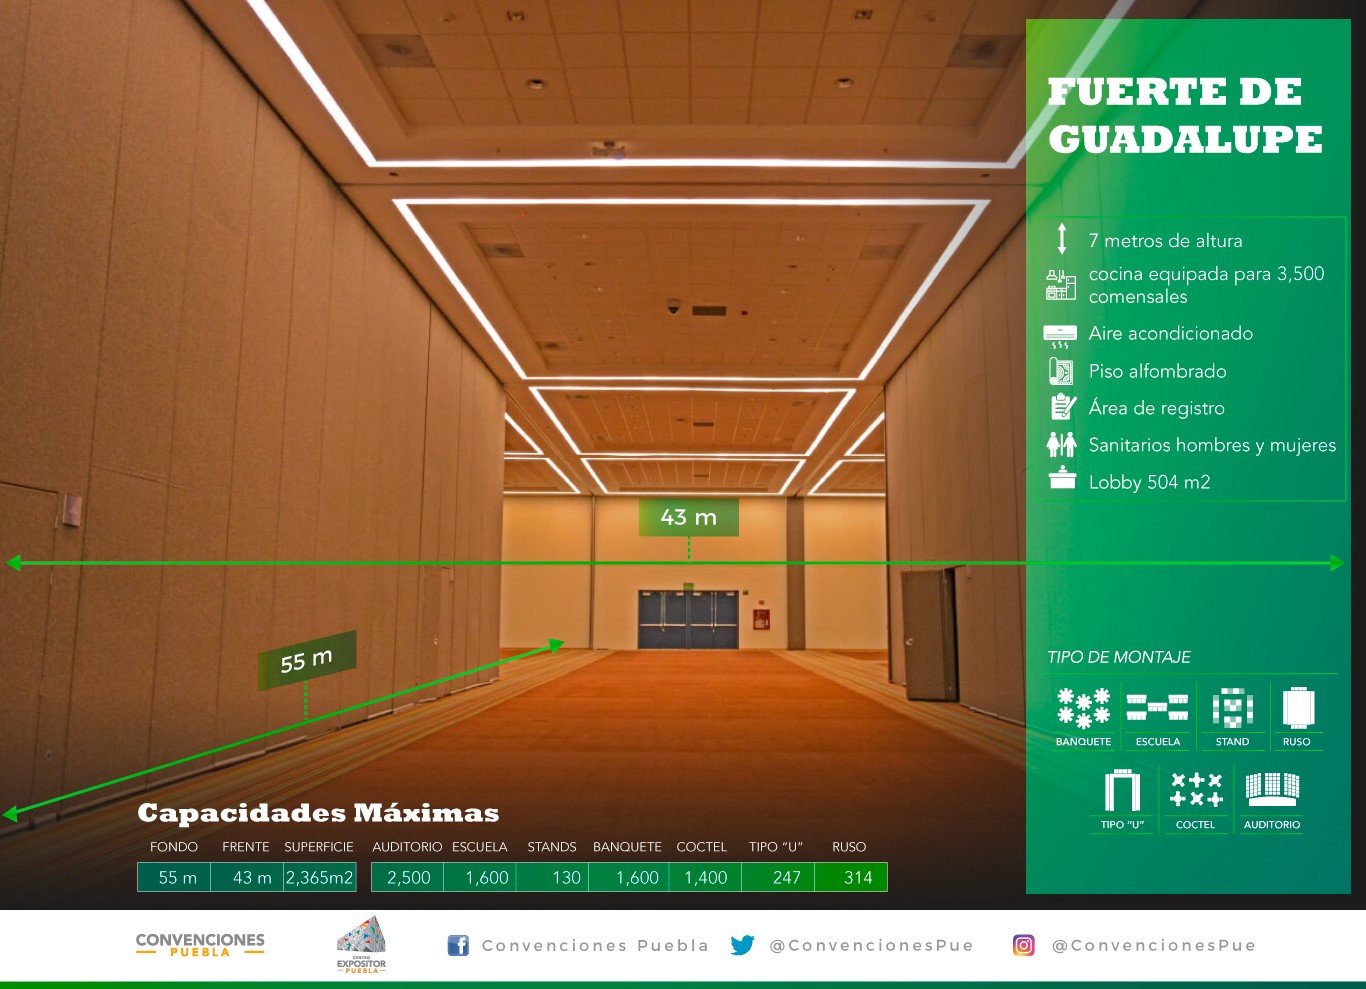 FUERTE DE
GUADALUPE
7 metros de altura
cocina equipada para 3,500
comensales
Aire acondicionado
Piso alfombrado
Área de registro
Sanitarios hombres y mujeres
Lobby 504 m2
43 m
55 m
TIPO DE MONTAJE
BANQUETE ESCUELA STAND RUSO
TIPO “U” COCTEL AUDITORIO
Capacidades Máximas
FONDO FRENTE SUPERFICIE AUDITORIO ESCUELA STANDS BANQUETE COCTEL TIPO “U” RUSO
55 m 43 m 2,365m2 2,500 1,600 130 1,600 1,400 247 314
CONVENCIONES
PUEBLA
CENTRO
EXPOSITOR
PUEBLA
Convenciones Puebla @ConvencionesPue @ConvencionesPue